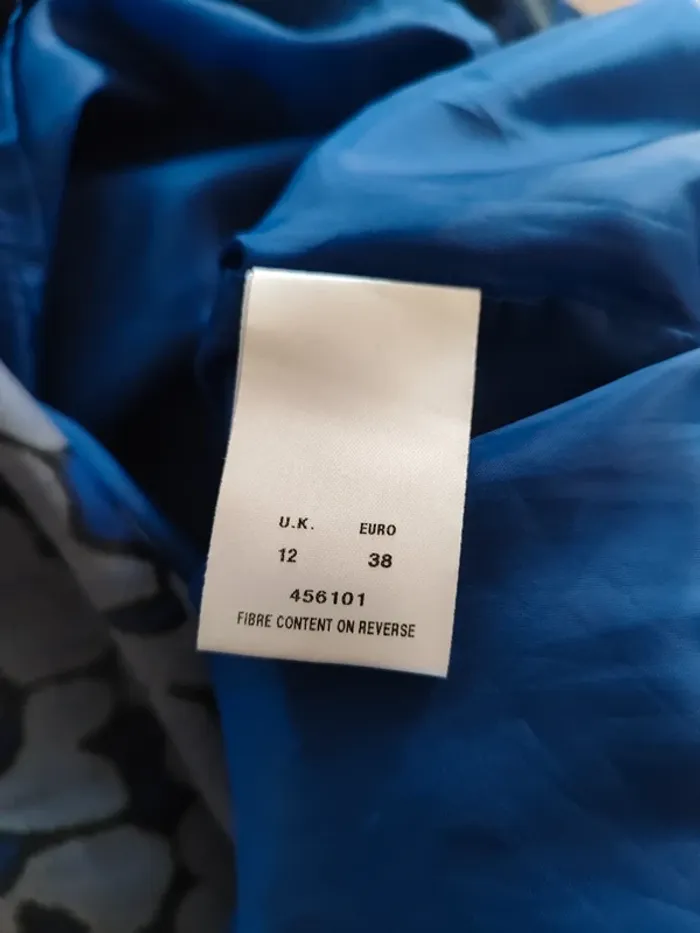 U.K. EURO
12 38
456101
FIBRE CONTENT ON REVERSE